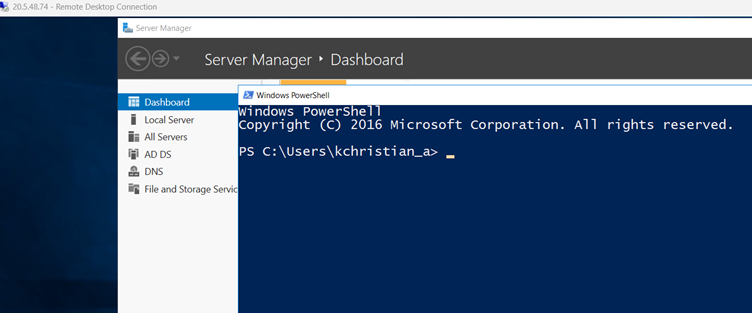 20.5.48.74 - Remote Desktop Connection
Server Manager
Server Manager ‣ Dashboard
Dashboard
Local Server
All Servers
AD DS
DNS
File and Storage Servic
Windows PowerShell
Windows PowerShell
Copyright (C) 2016 Microsoft Corporation. All rights reserved.
PS C:\Users\kchristian_a> _